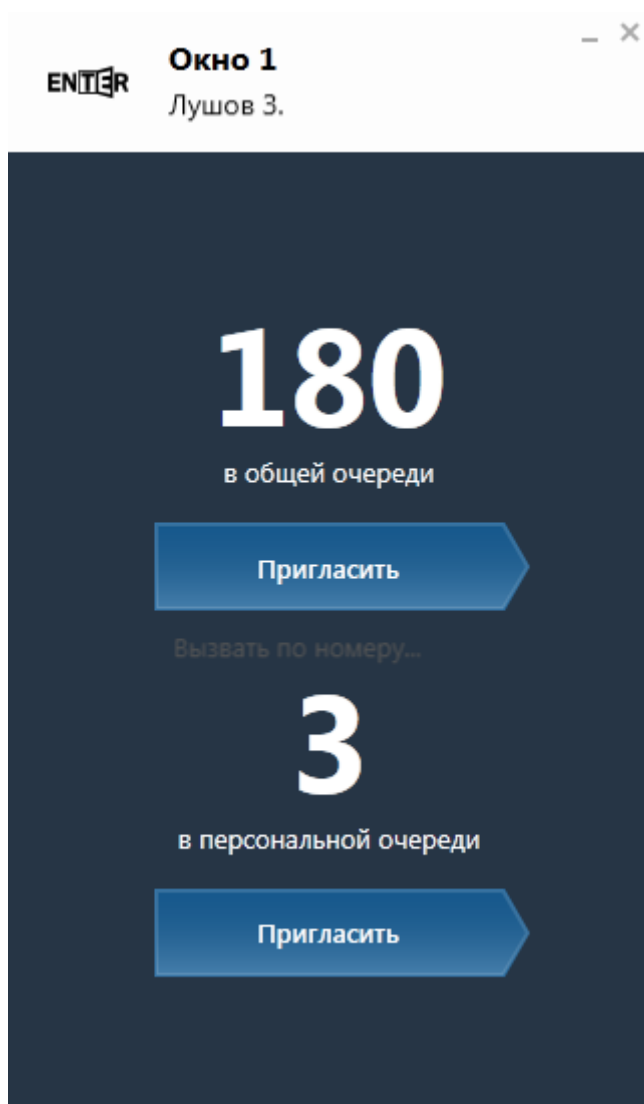 ENTER
Окно 1
Лушов З.
180
в общей очереди
Пригласить
Вызвать по номеру...
3
в персональной очереди
Пригласить